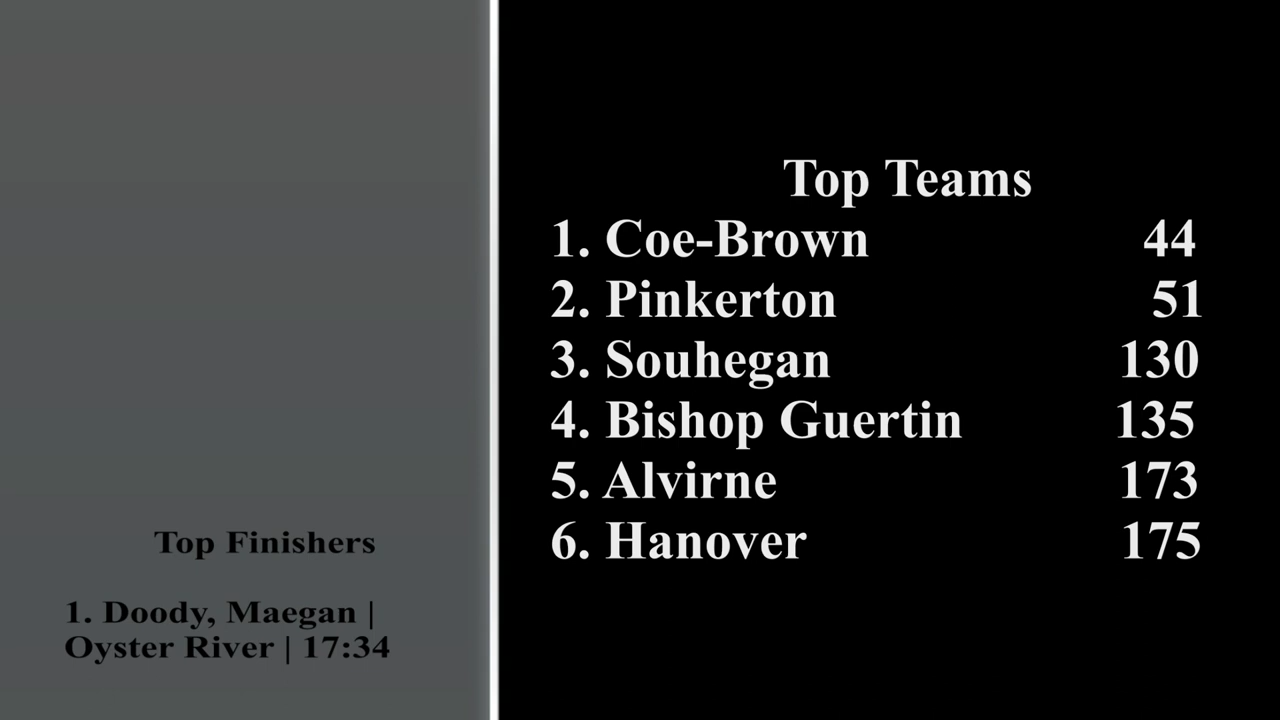 Top Finishers
1. Doody, Maegan |
Oyster River | 17:34
Top Teams
1. Coe-Brown 44
2. Pinkerton 51
3. Souhegan 130
4. Bishop Guertin 135
5. Alvirne 173
6. Hanover 175